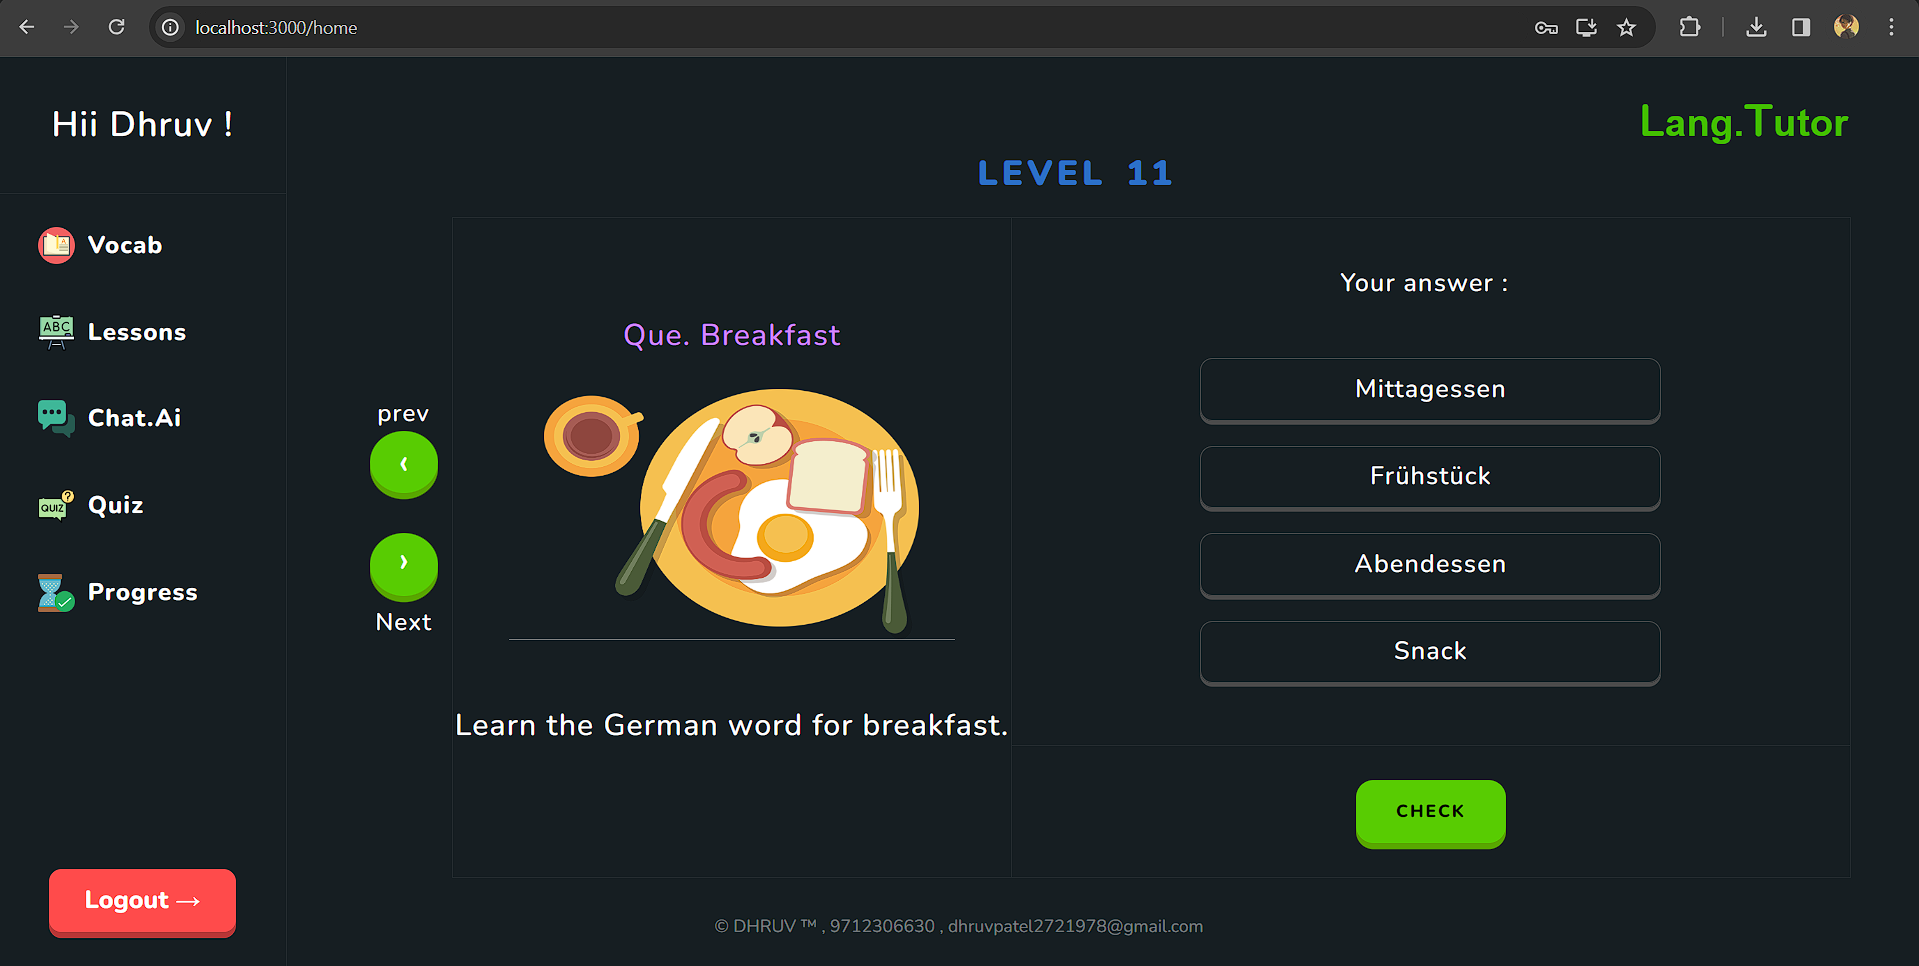 localhost:3000/home
Hii Dhruv !
Lang.Tutor
LEVEL 11
Vocab
ABC
Lessons
Chat.Ai
?
QUIZ
Quiz
Progress
Logout →
prev
‹
›
Next
Que. Breakfast
Learn the German word for breakfast.
Your answer :
Mittagessen
Frühstück
Abendessen
Snack
CHECK
© DHRUV ™ , 9712306630 , dhruvpatel2721978@gmail.com